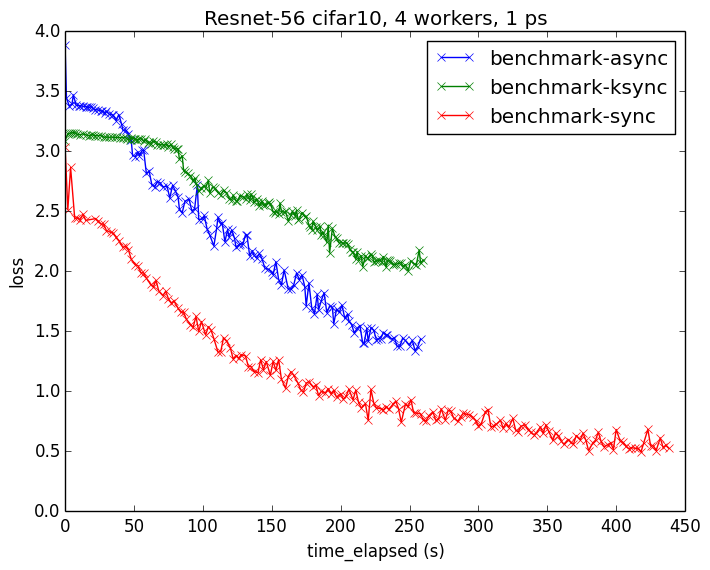 Resnet-56 cifar10, 4 workers, 1 ps
4.0
3.5
3.0
2.5
2.0
1.5
1.0
0.5
0.0
loss
benchmark-async
benchmark-ksync
benchmark-sync
0 50 100 150 200 250 300 350 400 450
time_elapsed (s)